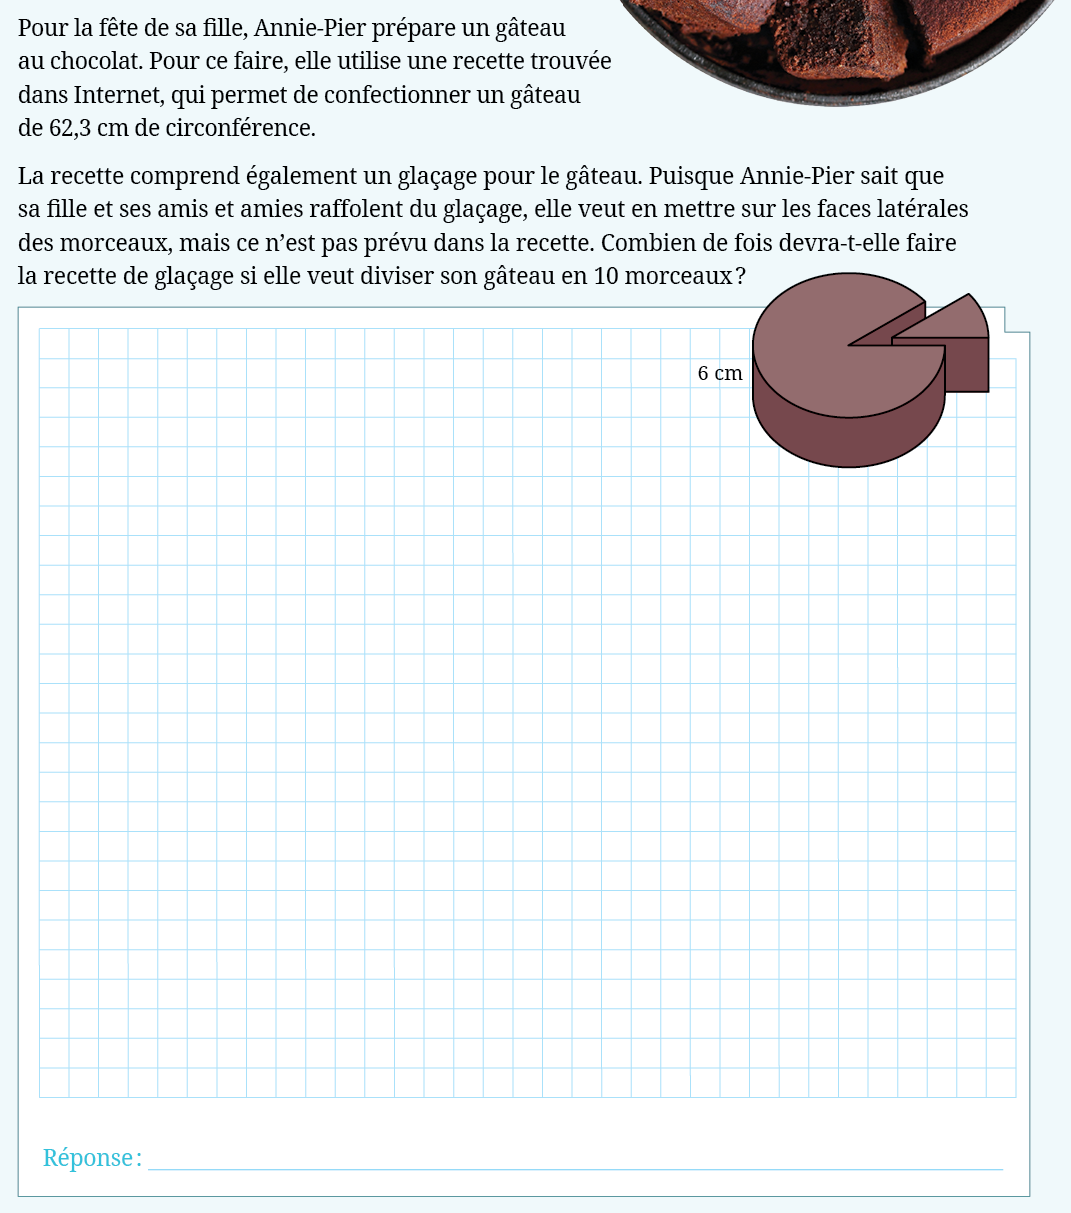 Pour la fête de sa fille, Annie-Pier prépare un gâteau
au chocolat. Pour ce faire, elle utilise une recette trouvée
dans Internet, qui permet de confectionner un gâteau
de 62,3 cm de circonférence.
La recette comprend également un glaçage pour le gâteau. Puisque Annie-Pier sait que
sa fille et ses amis et amies raffolent du glaçage, elle veut en mettre sur les faces latérales
des morceaux, mais ce n’est pas prévu dans la recette. Combien de fois devra-t-elle faire
la recette de glaçage si elle veut diviser son gâteau en 10 morceaux ?
6 cm
Réponse :